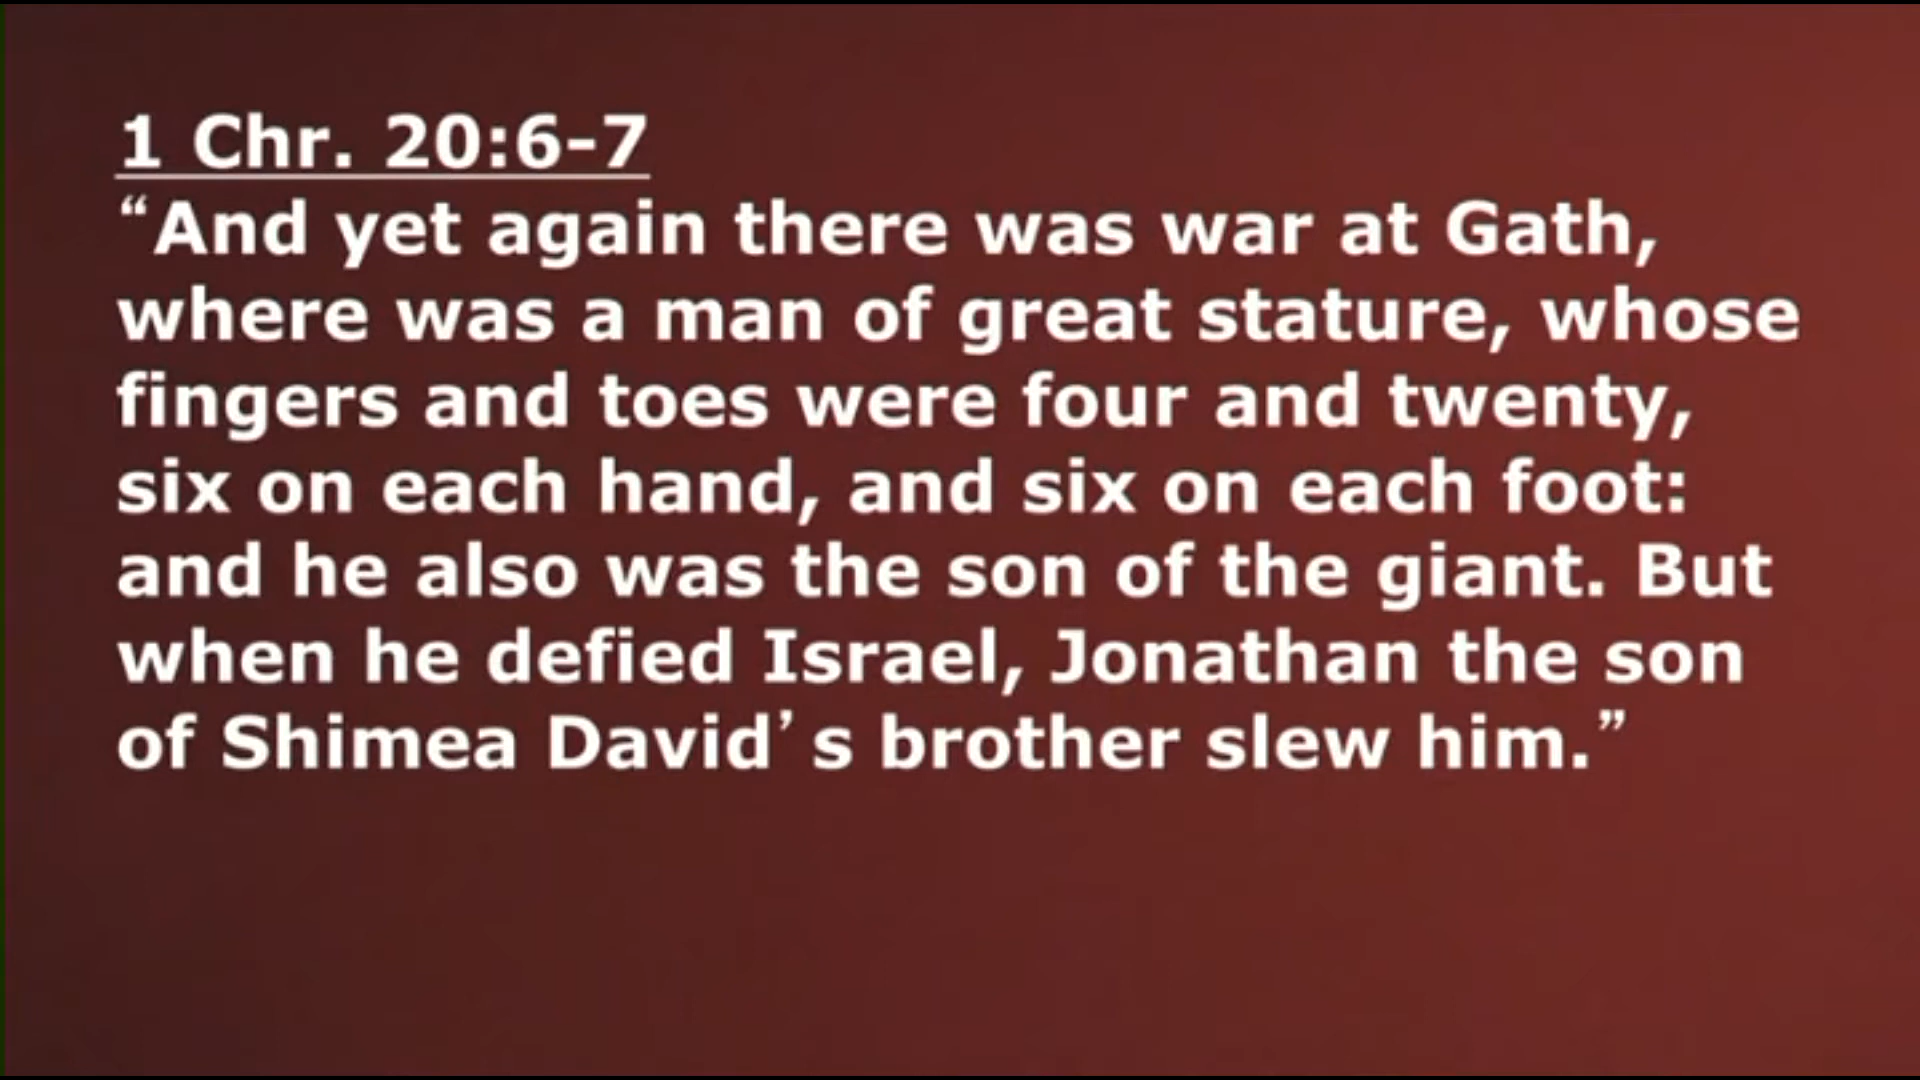 1 Chr. 20:6-7
“And yet again there was war at Gath,
where was a man of great stature, whose
fingers and toes were four and twenty,
six on each hand, and six on each foot:
and he also was the son of the giant. But
when he defied Israel, Jonathan the son
of Shimea David’s brother slew him.”